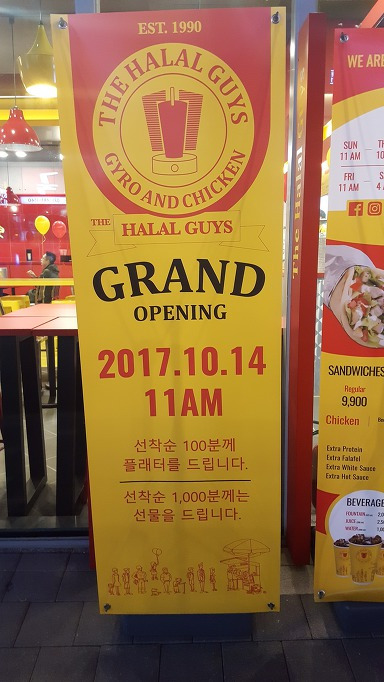 EST. 1990
THE HALAL GUYS
GYRO AND CHICKEN
THE HALAL GUYS
GRAND
OPENING
2017.10.14
11AM
선착순 100분께
플래터를 드립니다.
선착순 1,000분께는
선물을 드립니다.
WE ARE
SUN
11 AM
FRI
11 AM
SANDWICHES
Regular
9,900
Chicken
Extra Protein
Extra Falafel
Extra White Sauce
Extra Hot Sauce
BEVERAGE
FOUNTAIN
JUICE
WATER